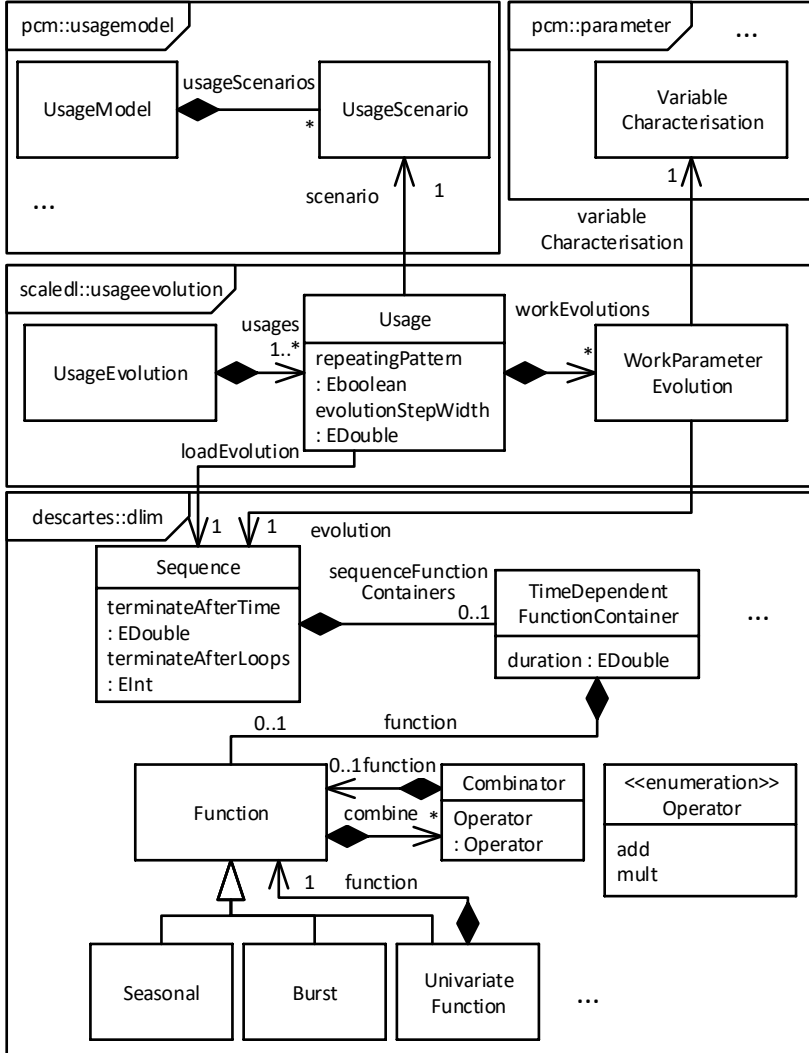 pcm::usagemodel
pcm::parameter
...
UsageModel
usageScenarios
*
UsageScenario
Variable
Characterisation
...
scenario
1
1
variable
Characterisation
scaledl::usageevolution
UsageEvolution
usages
1..*
Usage
repeatingPattern
: Eboolean
evolutionStepWidth
: EDouble
workEvolutions
*
WorkParameter
Evolution
loadEvolution
descartes::dlim
1
1
evolution
Sequence
terminateAfterTime
: EDouble
terminateAfterLoops
: EInt
sequenceFunction
Containers
0..1
TimeDependent
FunctionContainer
duration : EDouble
...
0..1
function
Function
0..1function
combine
*
Combinator
Operator
: Operator
<<enumeration>>
Operator
add
mult
1
function
Seasonal
Burst
Univariate
Function
...